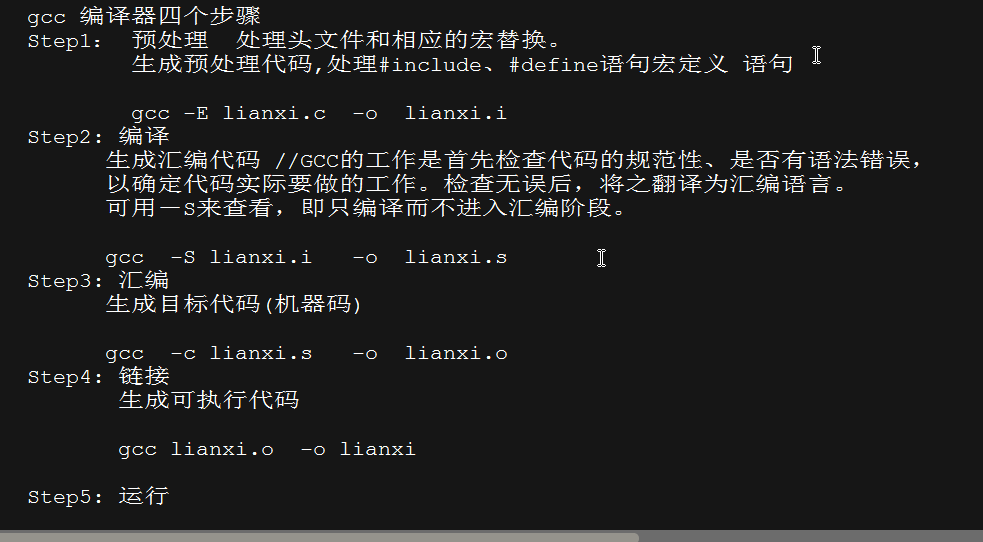 gcc 编译器四个步骤
Step1: 预处理 处理头文件和相应的宏替换。
生成预处理代码,处理#include、#define语句宏定义 语句
gcc -E lianxi.c -o lianxi.i
Step2: 编译
生成汇编代码 //GCC的工作是首先检查代码的规范性、是否有语法错误,
以确定代码实际要做的工作。检查无误后, 将之翻译为汇编语言。
可用-S来查看, 即只编译而不进入汇编阶段。
gcc -S lianxi.i -o lianxi.s
Step3: 汇编
生成目标代码(机器码)
gcc -c lianxi.s -o lianxi.o
Step4: 链接
生成可执行代码
gcc lianxi.o -o lianxi
Step5: 运行